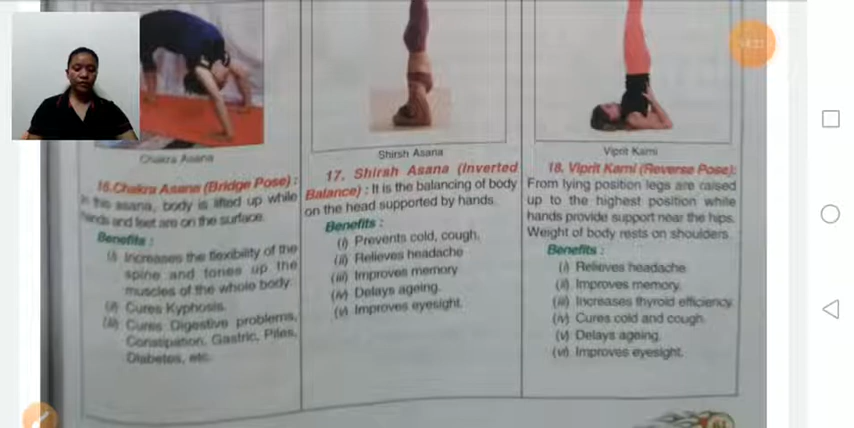 Chakra Asana
16.Chakra Asana (Bridge Pose) :
In this asana, body is lifted up while
hands and feet are on the surface.
Benefits :
(i) Increases the flexibility of the
spine and tones up the
muscles of the whole body.
(ii) Cures Kyphosis.
(iii) Cures Digestive problems,
Constipation, Gastric, Piles,
Diabetes, etc.
Shirsh Asana
17. Shirsh Asana (Inverted
Balance) : It is the balancing of body
on the head supported by hands.
Benefits :
(i) Prevents cold, cough,
(ii) Relieves headache
(iii) Improves memory
(iv) Delays ageing.
(v) Improves eyesight.
Viprit Karni
18. Viprit Karni (Reverse Pose):
From lying position legs are raised
up to the highest position while
hands provide support near the hips.
Weight of body rests on shoulders.
Benefits :
(i) Relieves headache
(ii) Improves memory.
(iii) Increases thyroid efficiency.
(iv) Cures cold and cough.
(v) Delays ageing.
(vi) Improves eyesight.